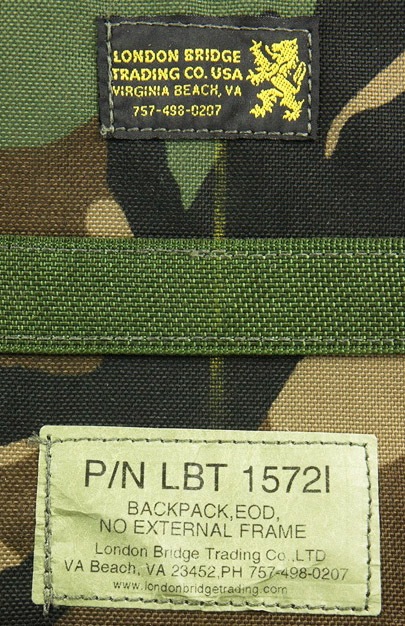 LONDON BRIDGE
TRADING CO. USA
VIRGINIA BEACH, VA
757-498-0207
P/N LBT 1572I
BACKPACK,EOD,
NO EXTERNAL FRAME
London Bridge Trading Co.,LTD
VA Beach, VA 23452,PH 757-498-0207
www.londonbridgetrading.com